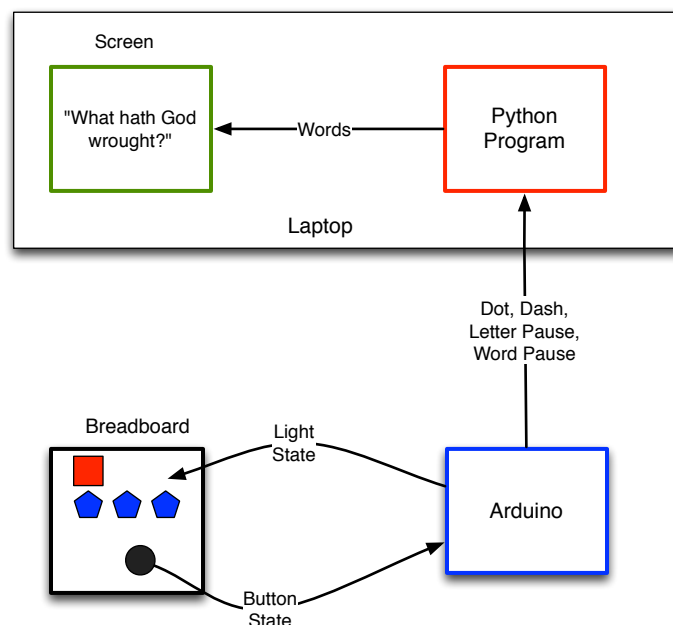 Screen
"What hath God
wrought?"
Words
Python
Program
Laptop
Dot, Dash,
Letter Pause,
Word Pause
Breadboard
Light
State
Arduino
Button
State